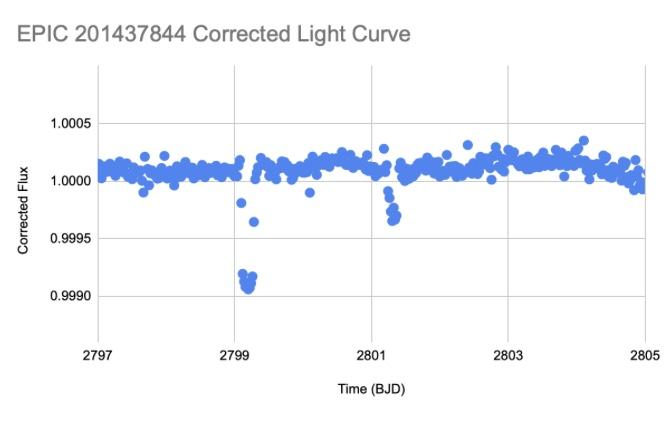 EPIC 201437844 Corrected Light Curve
Corrected Flux
1.0005
1.0000
0.9995
0.9990
2797 2799 2801 2803 2805
Time (BJD)